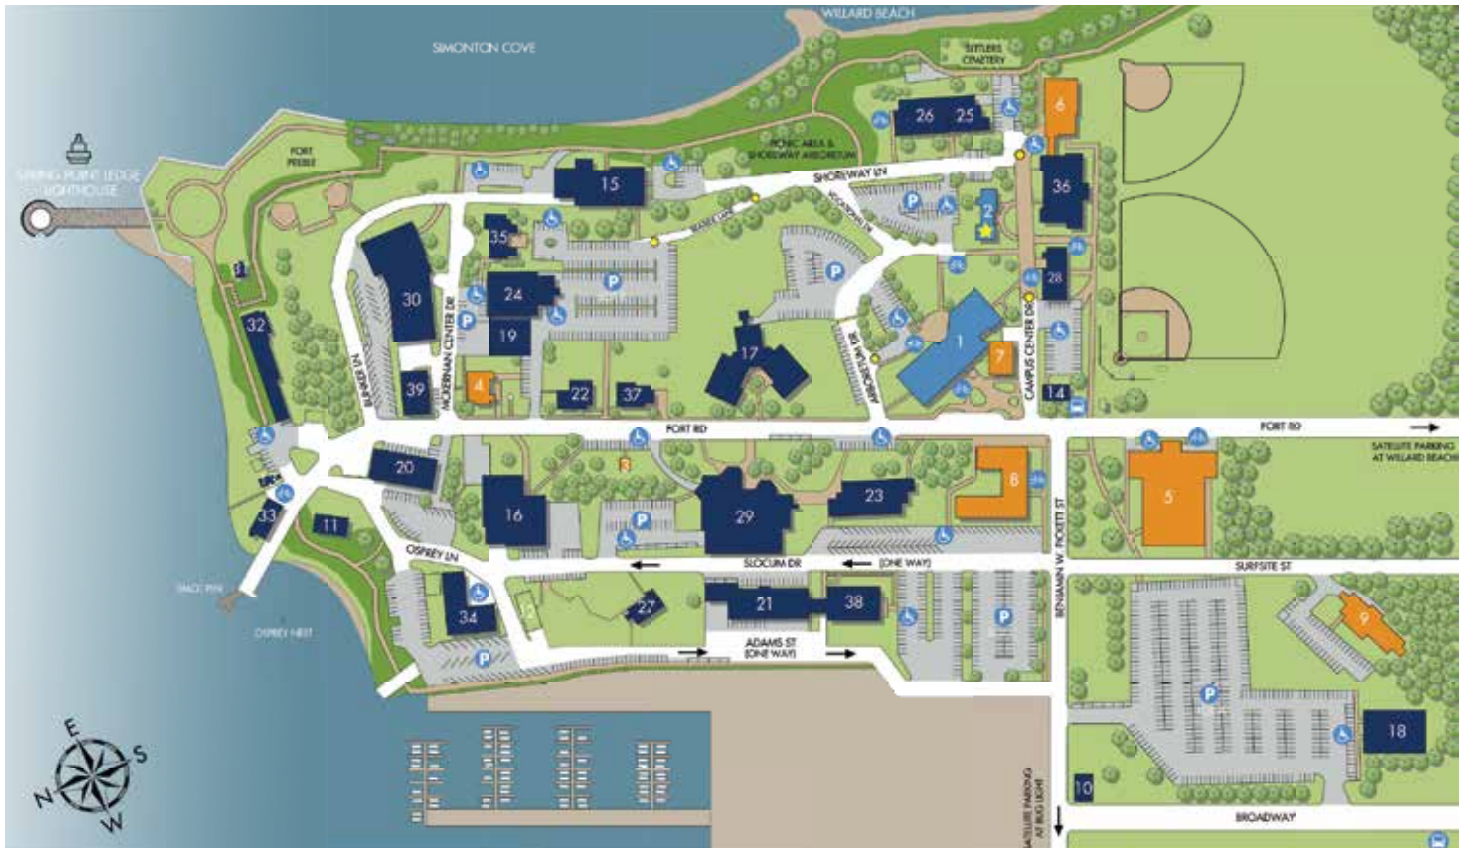 WILLARD BEACH
SIMONTON COVE
SETTLERS
CEMETERY
6
26
25
PICNIC AREA &
SHOREWAY ARBORETUM
FORT
PREBLE
SPRING POINT LEDGE
LIGHTHOUSE
15
SHOREWAY LN
36
P
2
VOCATIONAL LN
35
30
24
P
P
P
28
32
19
17
1
7
BUNKER LN
MCKERNAN CENTER DR
ARBORETUM DR
CAMPUS CENTER DR
39
4
22
37
14
FORT RD
FORT RD
SATELLITE PARKING
AT WILLARD BEACH
20
3
8
5
23
16
29
P
33
11
OSPREY LN
SLOCUM DR
(ONE WAY)
BENJAMIN W. PICKETT ST
SURFSITE ST
34
27
21
38
P
9
OSPREY NEST
ADAMS ST
(ONE WAY)
P
P
18
E
S
N
W
10
SATELLITE PARKING
AT BUG LIGHT
BROADWAY